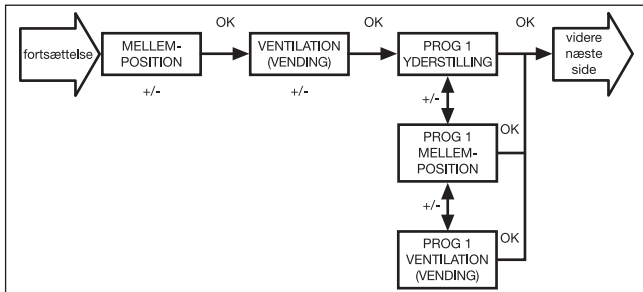 fortsættelse
MELLEM-
POSITION
+/-
OK
VENTILATION
(VENDING)
+/-
OK
PROG 1
YDERSTILLING
OK
videre
næste
side
+/-
PROG 1
MELLEM-
POSITION
OK
+/-
PROG 1
VENTILATION
(VENDING)
OK